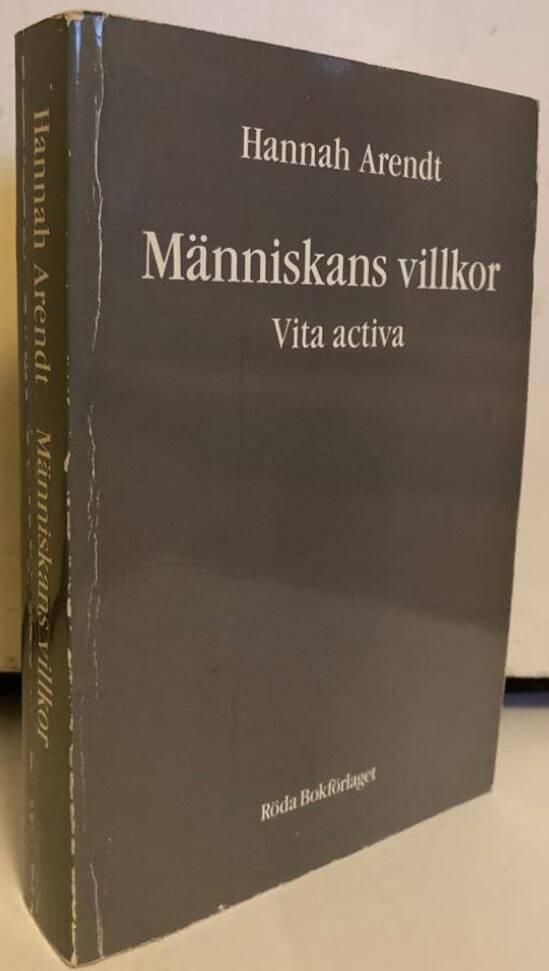 Hannah Arendt
Människans villkor
Vita activa
Röda Bokförlaget
Hannah Arendt Människans villkor